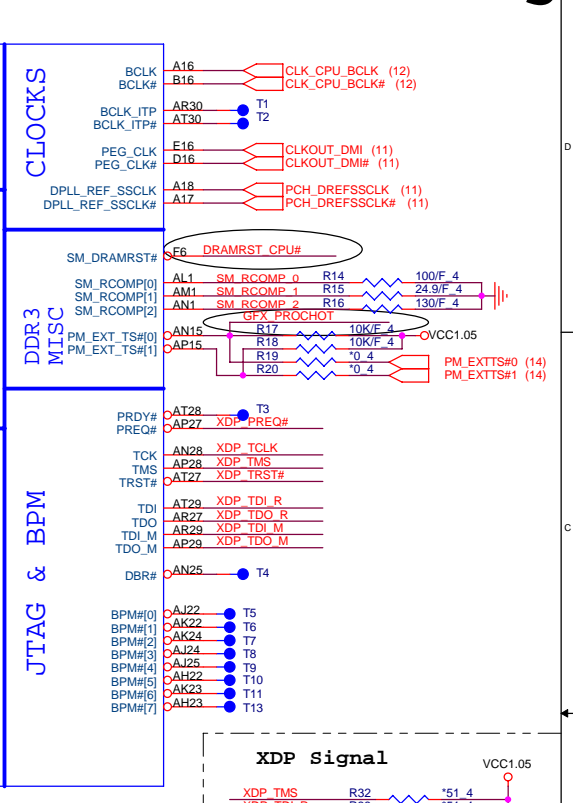 D
CLOCKS
BCLK A16 CLK_CPU_BCLK (12)
BCLK# B16 CLK_CPU_BCLK# (12)
BCLK_ITP AR30 T1
BCLK_ITP# AT30 T2
PEG_CLK E16 CLKOUT_DMI (11)
PEG_CLK# D16 CLKOUT_DMI# (11)
DPLL_REF_SSCLK A18 PCH_DREFSSCLK (11)
DPLL_REF_SSCLK# A17 PCH_DREFSSCLK# (11)
DDR3
MISC
SM_DRAMRST# F6 DRAMRST_CPU#
SM_RCOMP[0] AL1 SM_RCOMP_0 R14 100/F_4
SM_RCOMP[1] AM1 SM_RCOMP_1 R15 24.9/F_4
SM_RCOMP[2] AN1 SM_RCOMP_2 R16 130/F_4
GFX_PROCHOT
PM_EXT_TS#[0] AN15 R17 10K/F_4 VCC1.05
PM_EXT_TS#[1] AP15 R18 10K/F_4
R19 *0_4 PM_EXTTS#0 (14)
R20 *0_4 PM_EXTTS#1 (14)
JTAG & BPM
PRDY# AT28 T3
PREQ# AP27 XDP_PREQ#
TCK AN28 XDP_TCLK
TMS AP28 XDP_TMS
TRST# AT27 XDP_TRST#
TDI AT29 XDP_TDI_R
TDO AR27 XDP_TDO_R
TDI_M AR29 XDP_TDI_M
TDO_M AP29 XDP_TDO_M
C
DBR# AN25 T4
BPM#[0] AJ22 T5
BPM#[1] AK22 T6
BPM#[2] AK24 T7
BPM#[3] AJ24 T8
BPM#[4] AJ25 T9
BPM#[5] AH22 T10
BPM#[6] AK23 T11
BPM#[7] AH23 T13
XDP Signal
VCC1.05
XDP_TMS R32 *51_4